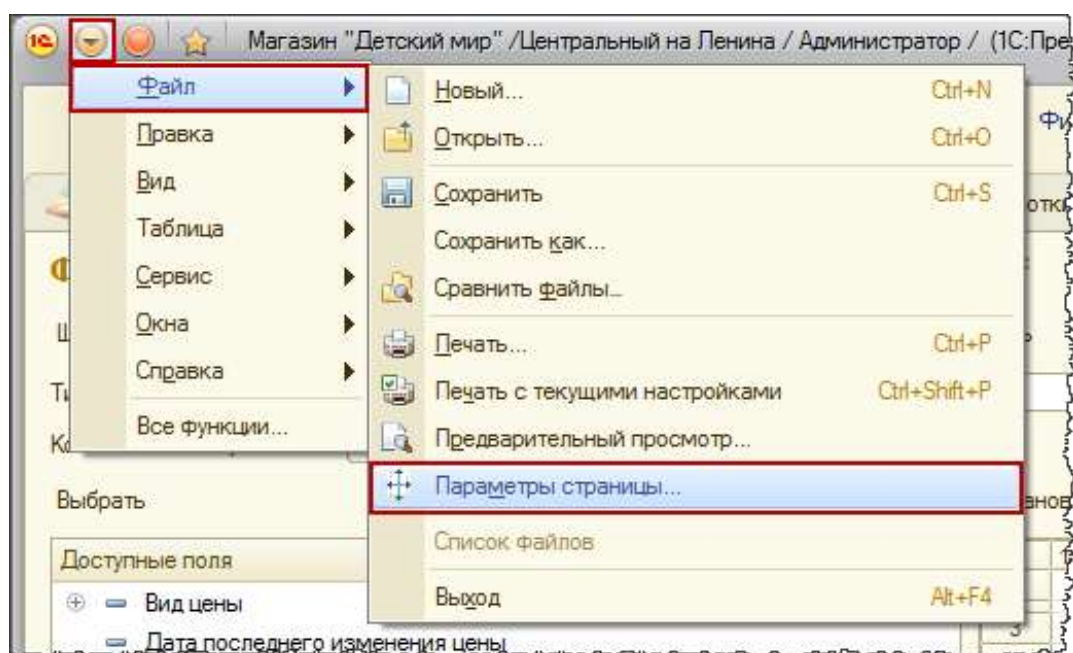 1С Магазин "Детский мир" /Центральный на Ленина / Администратор / (1С:Пре
Файл
Правка
Вид
Таблица
Сервис
Окна
Справка
Все функции...
Новый... Ctrl+N
Открыть... Ctrl+O
Сохранить Ctrl+S
Сохранить как...
Сравнить файлы...
Печать... Ctrl+P
Печать с текущими настройками Ctrl+Shift+P
Предварительный просмотр...
Параметры страницы...
Список файлов
Выход Alt+F4
Выбрать
Доступные поля
Вид цены
Дата последнего изменения цены
3